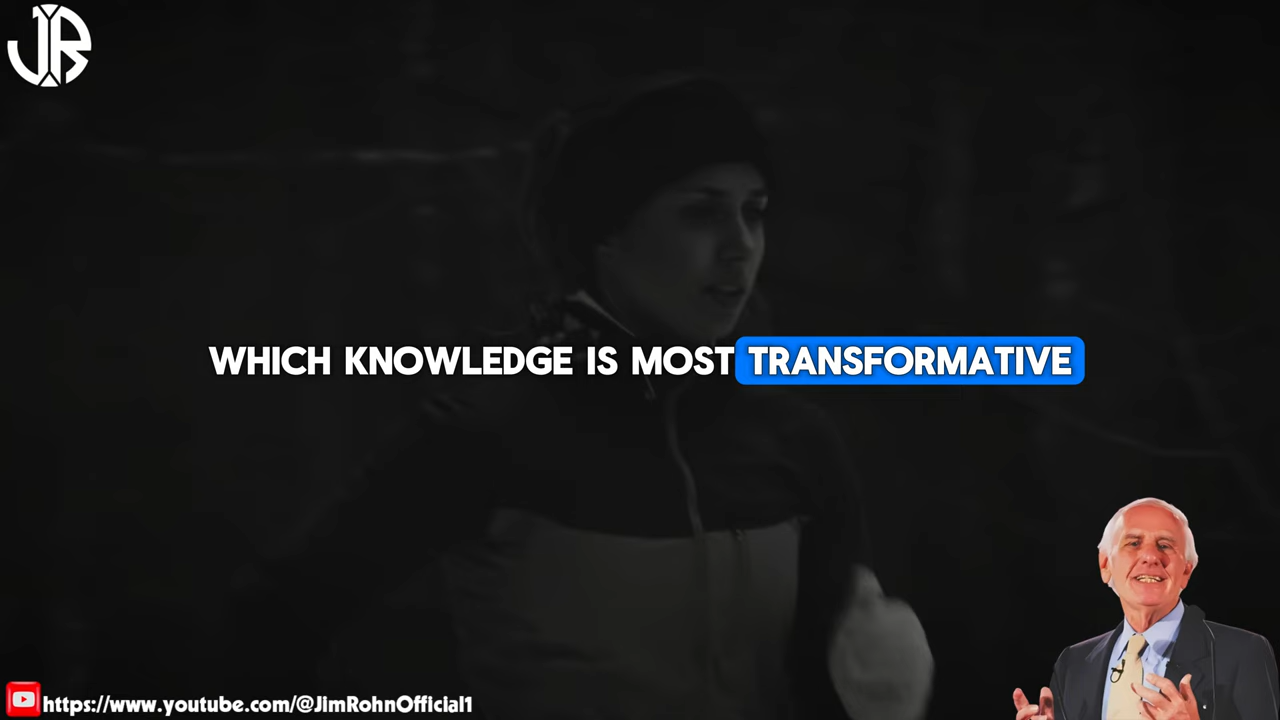 JR
WHICH KNOWLEDGE IS MOST TRANSFORMATIVE
https://www.youtube.com/@JimRohnOfficial1